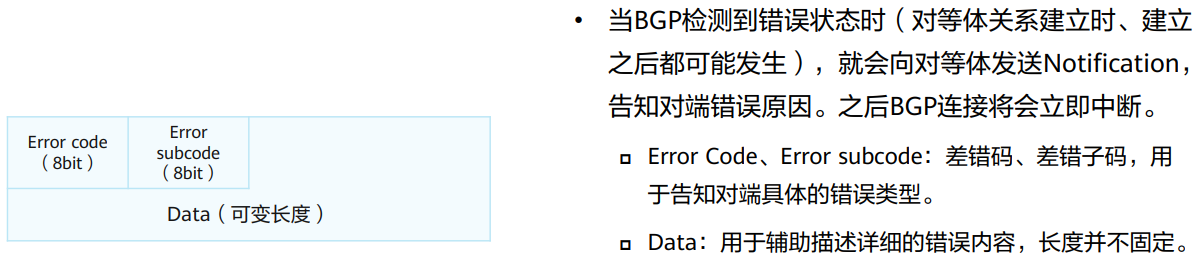 Error code
（8bit）
Error
subcode
（8bit）
Data（可变长度）
• 当BGP检测到错误状态时（对等体关系建立时、建立
之后都可能发生），就会向对等体发送Notification，
告知对端错误原因。之后BGP连接将会立即中断。
▫ Error Code、Error subcode：差错码、差错子码，用
于告知对端具体的错误类型。
▫ Data：用于辅助描述详细的错误内容，长度并不固定。